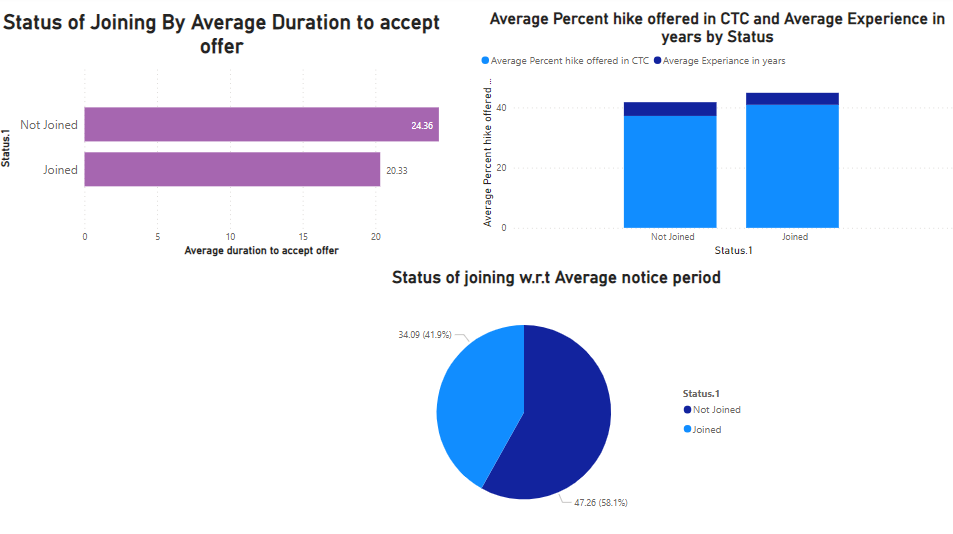 Status of Joining By Average Duration to accept
offer
Status.1
Not Joined
24.36
Joined
20.33
0 5 10 15 20
Average duration to accept offer
Average Percent hike offered in CTC and Average Experience in
years by Status
Average Percent hike offered in CTC Average Experiance in years
Average Percent hike offered...
40
20
0
Not Joined Joined
Status.1
Status of joining w.r.t Average notice period
34.09 (41.9%)
47.26 (58.1%)
Status.1
Not Joined
Joined